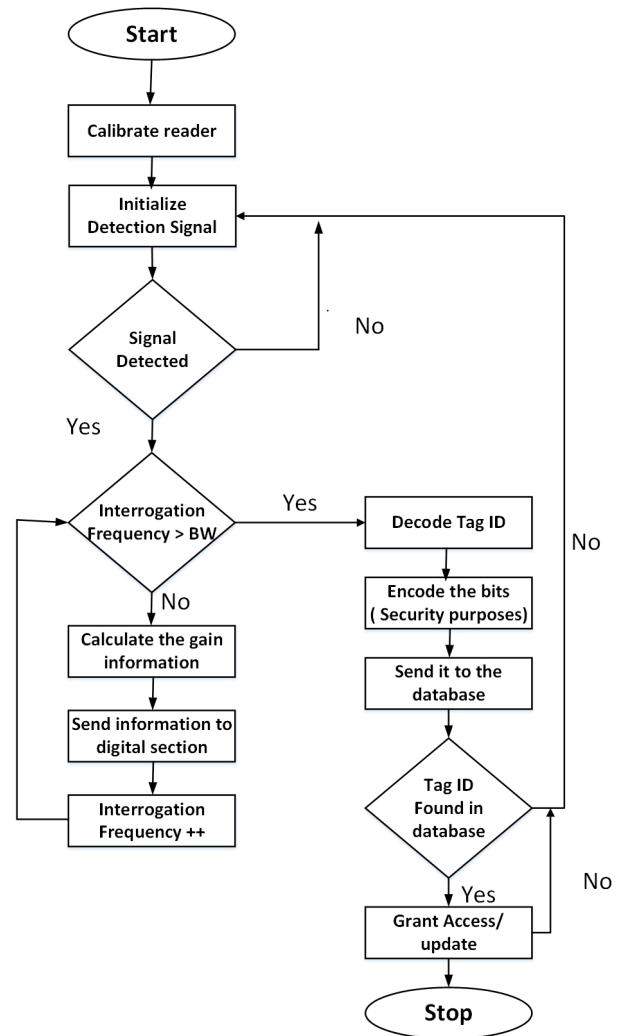 Start
Calibrate reader
Initialize
Detection Signal
Signal
Detected
No
Yes
Interrogation
Frequency > BW
Yes
No
Calculate the gain
information
Send information to
digital section
Interrogation
Frequency ++
Decode Tag ID
Encode the bits
( Security purposes)
Send it to the
database
Tag ID
Found in
database
No
Yes
No
Grant Access/
update
Stop